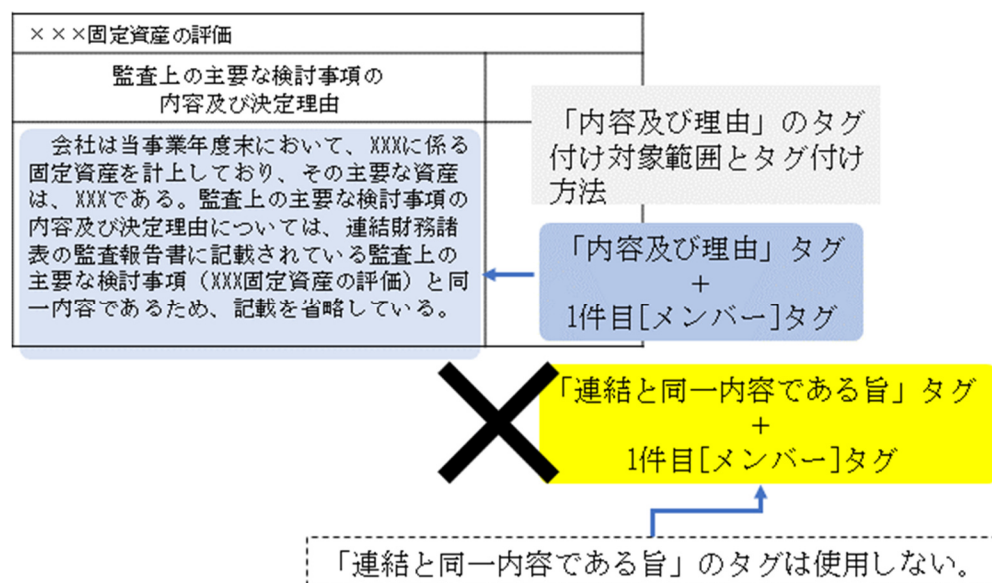 ×××固定資産の評価
監査上の主要な検討事項の
内容及び決定理由
会社は当事業年度末において、XXXに係る
固定資産を計上しており、その主要な資産
は、XXXである。監査上の主要な検討事項の
内容及び決定理由については、連結財務諸
表の監査報告書に記載されている監査上の
主要な検討事項（XXX固定資産の評価）と同
一内容であるため、記載を省略している。
「内容及び理由」のタグ
付け対象範囲とタグ付け
方法
「内容及び理由」タグ
+
1件目[メンバー]タグ
「連結と同一内容である旨」タグ
+
1件目[メンバー]タグ
「連結と同一内容である旨」のタグは使用しない。